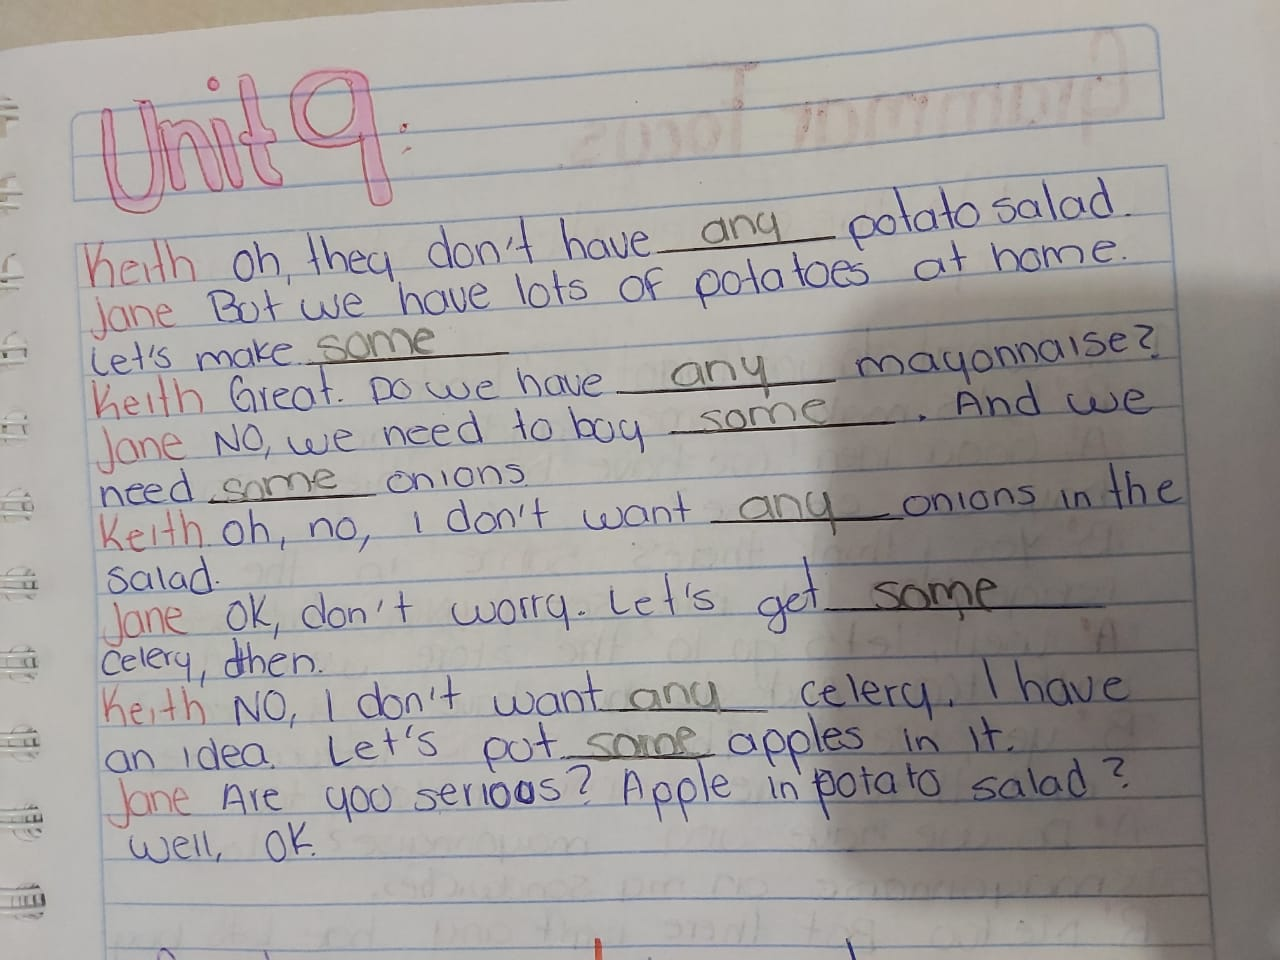 Unit 9:
Keith Oh, they don't have any potato salad.
Jane But we have lots of potatoes at home.
Let's make some
Keith Great. Do we have any mayonnaise?
Jane NO, we need to buy some. And we
need some onions
Keith Oh, no, I don't want any onions in the
salad.
Jane OK, don't worry. Let's get some
celery, then.
Keith NO, I don't want any celery. I have
an idea. Let's put some apples in it.
Jane Are you serious? Apple in potato salad?
Well, OK.